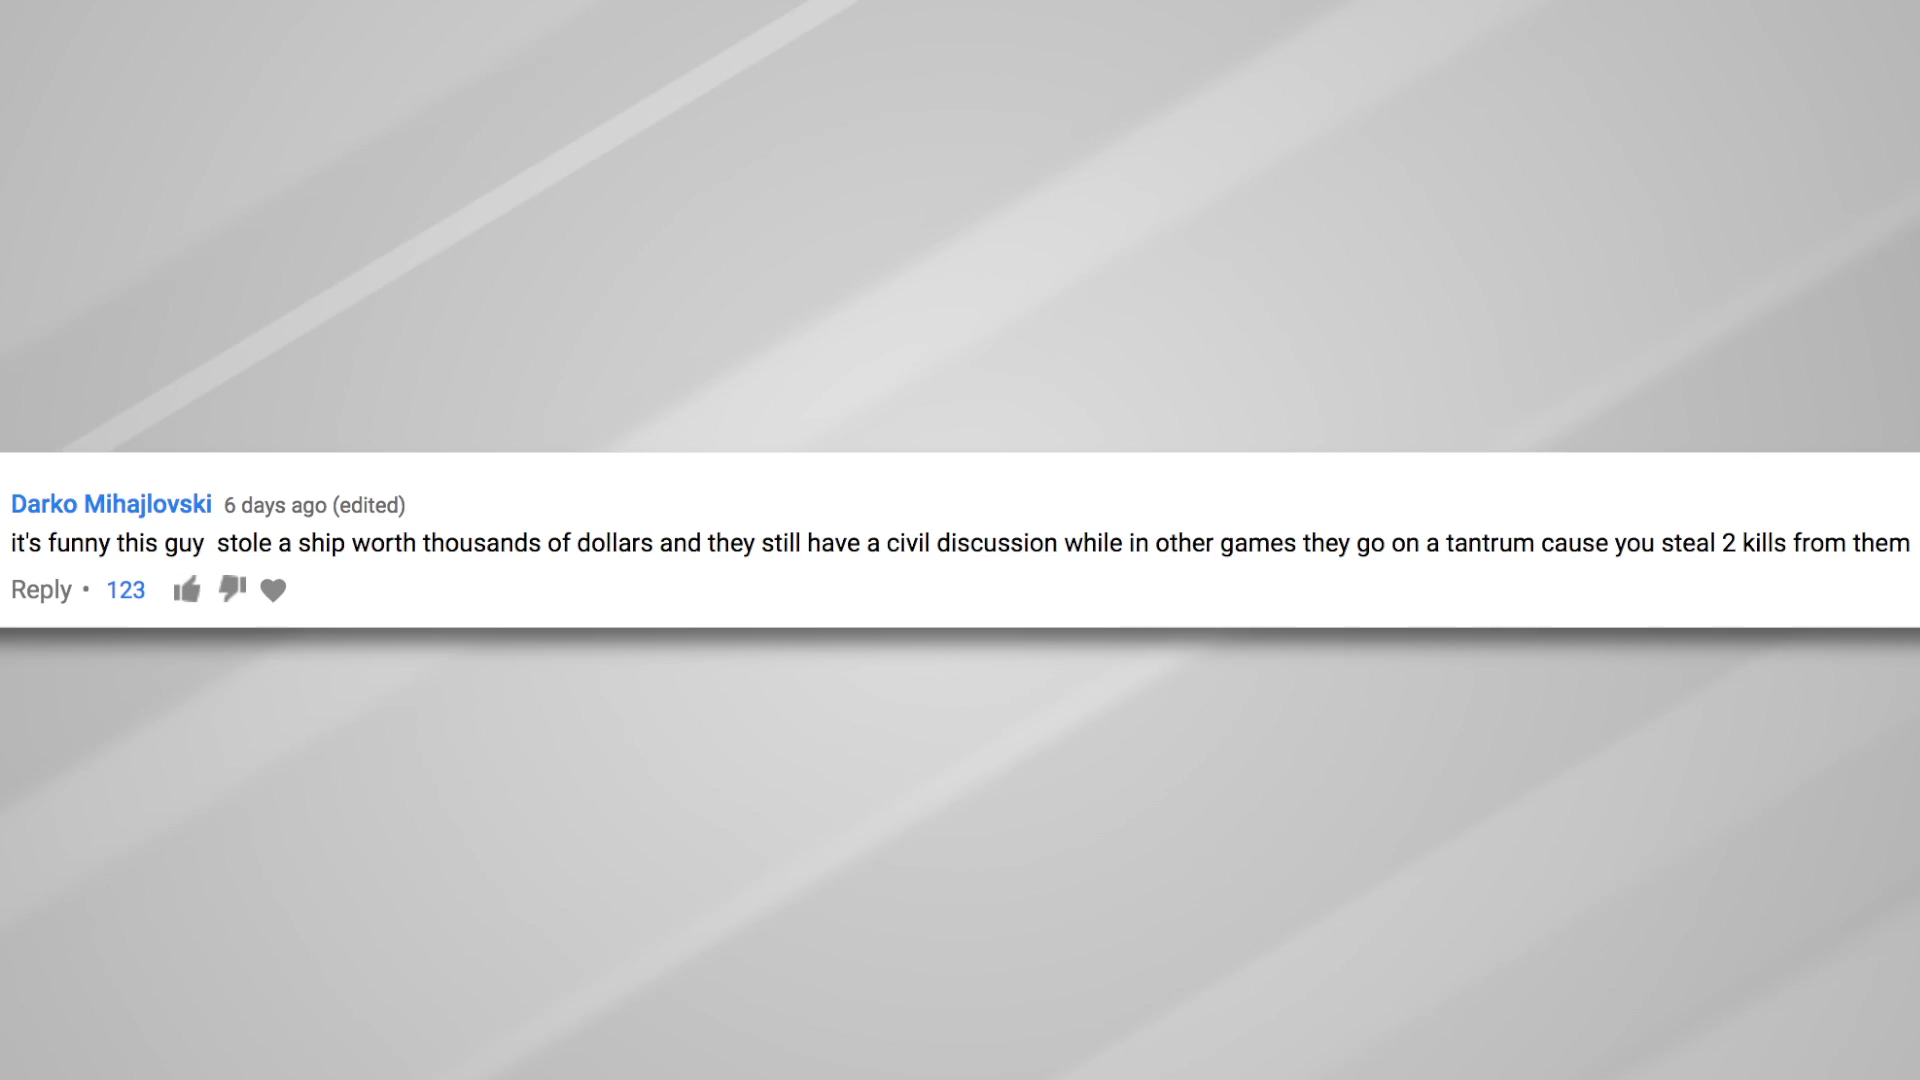 Darko Mihajlovski 6 days ago (edited)
it's funny this guy  stole a ship worth thousands of dollars and they still have a civil discussion while in other games they go on a tantrum cause you steal 2 kills from them
Reply • 123